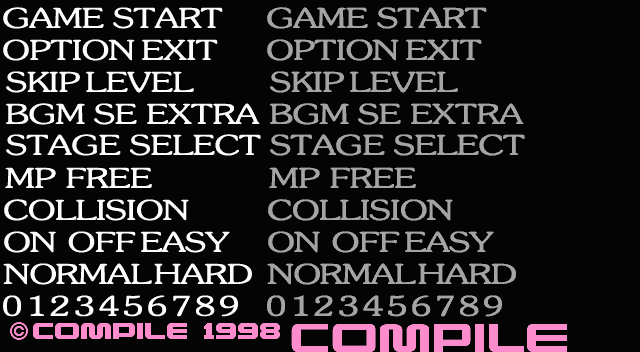 GAME START GAME START
OPTION EXIT OPTION EXIT
SKIP LEVEL SKIP LEVEL
BGM SE EXTRA BGM SE EXTRA
STAGE SELECT STAGE SELECT
MP FREE MP FREE
COLLISION COLLISION
ON OFF EASY ON OFF EASY
NORMAL HARD NORMAL HARD
0123456789 0123456789
©COMPILE 1998 COMPILE